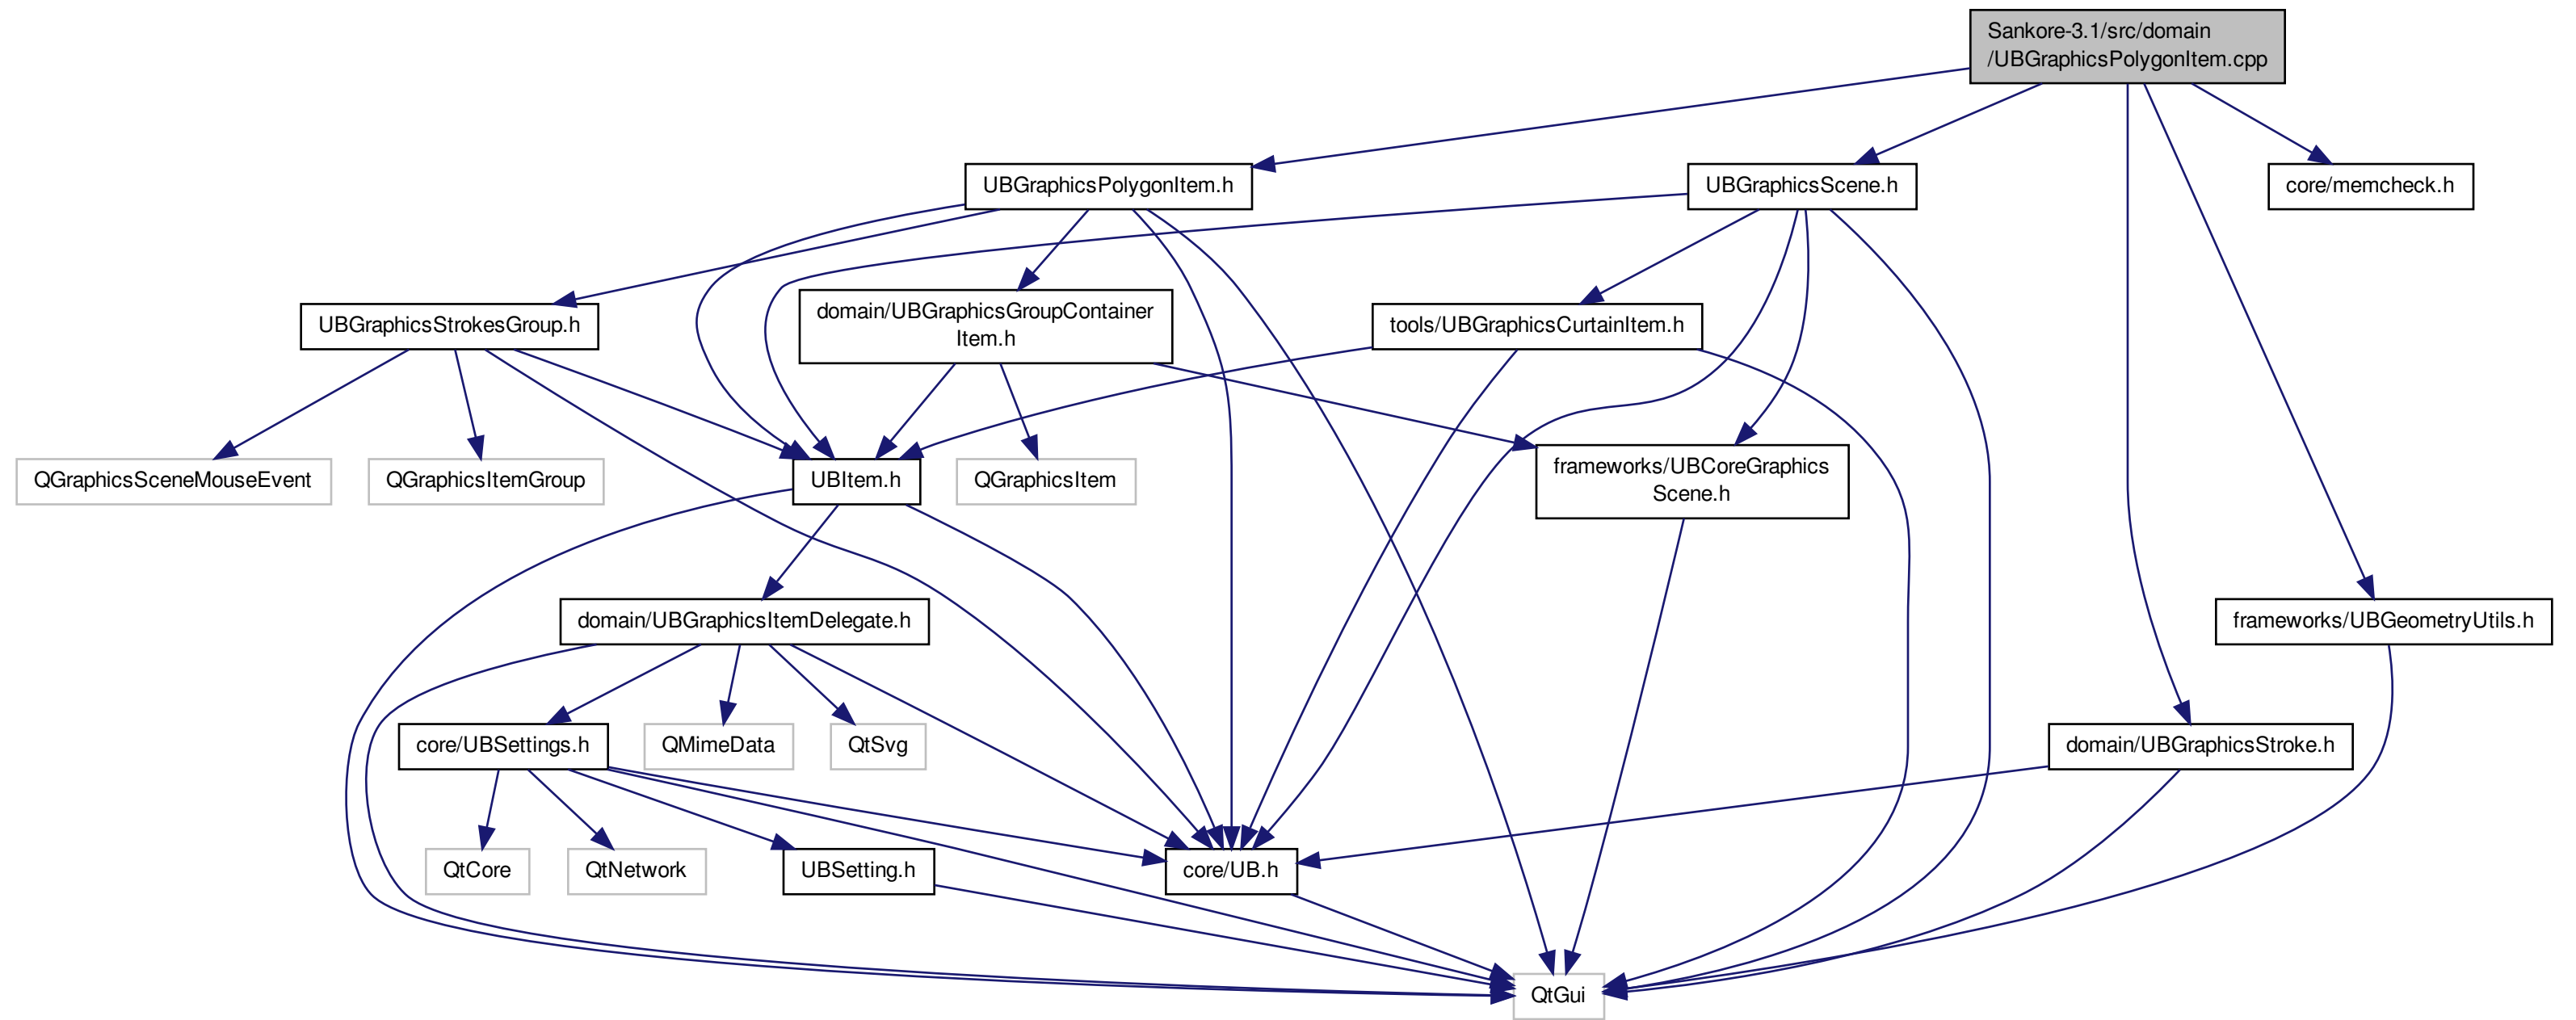 Sankore-3.1/src/domain
/UBGraphicsPolygonItem.cpp
UBGraphicsPolygonItem.h
UBGraphicsScene.h
core/memcheck.h
UBGraphicsStrokesGroup.h
domain/UBGraphicsGroupContainer
Item.h
tools/UBGraphicsCurtainItem.h
QGraphicsSceneMouseEvent
QGraphicsItemGroup
UBItem.h
QGraphicsItem
frameworks/UBCoreGraphics
Scene.h
domain/UBGraphicsItemDelegate.h
frameworks/UBGeometryUtils.h
core/UBSettings.h
QMimeData
QtSvg
domain/UBGraphicsStroke.h
QtCore
QtNetwork
UBSetting.h
core/UB.h
QtGui